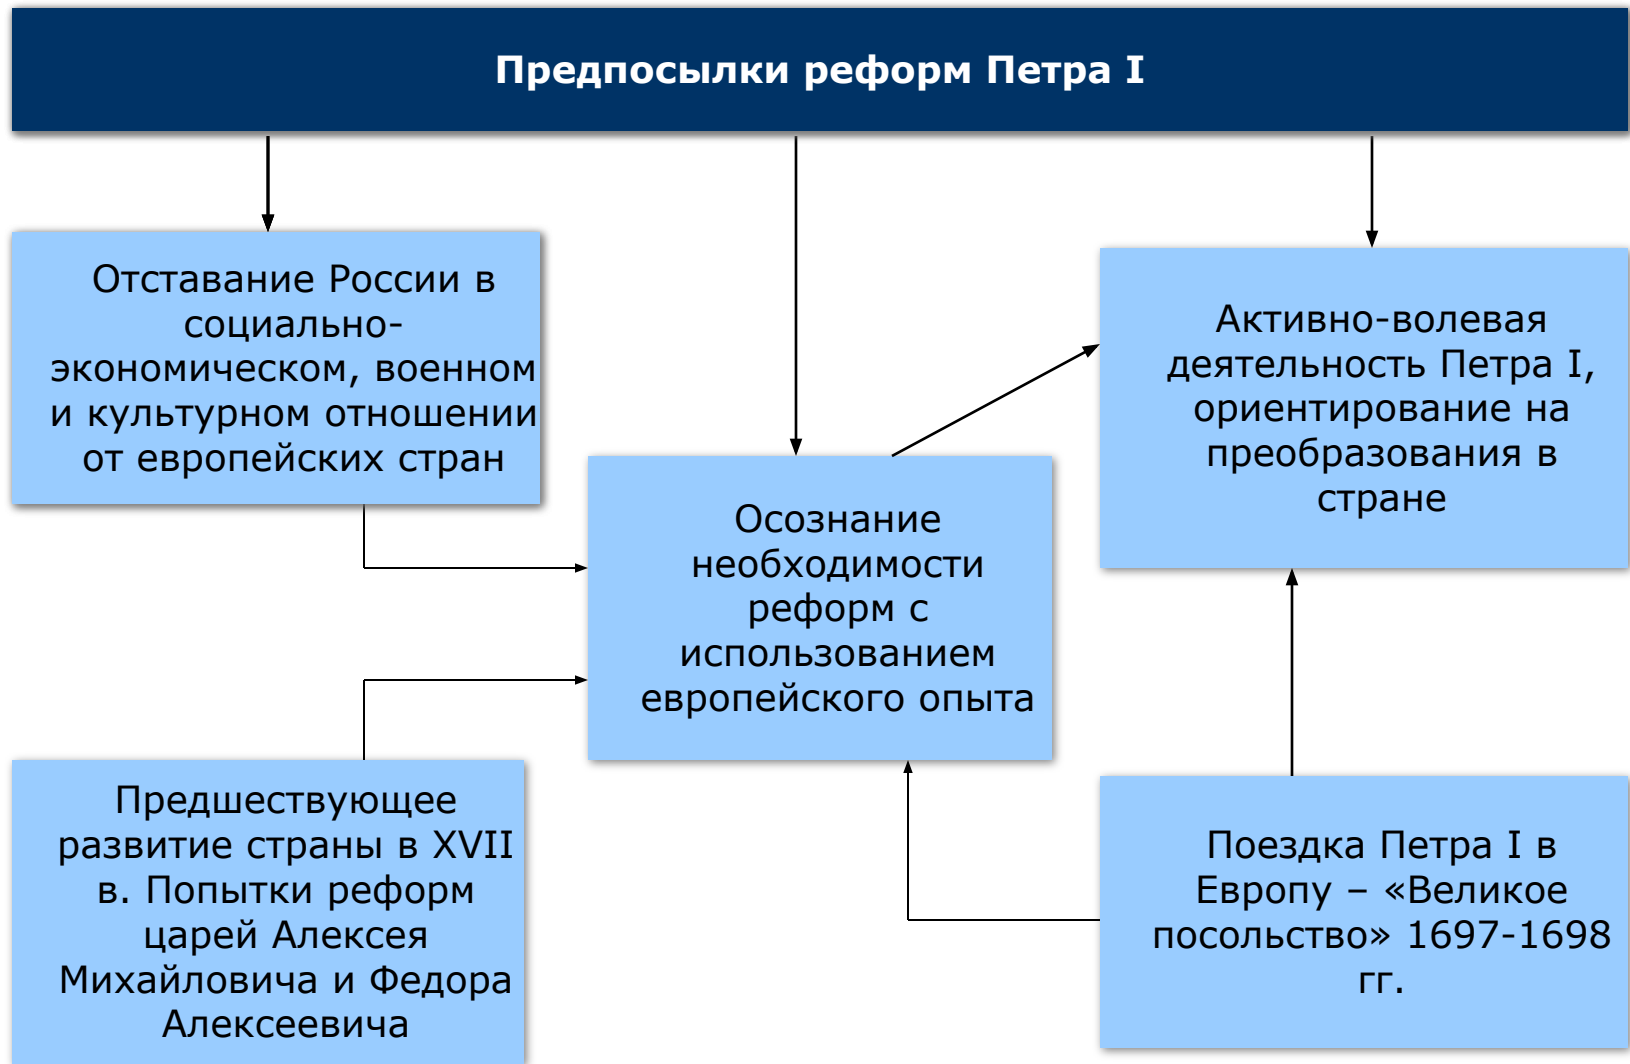 Предпосылки реформ Петра I
Отставание России в
социально-
экономическом, военном
и культурном отношении
от европейских стран
Активно-волевая
деятельность Петра I,
ориентирование на
преобразования в
стране
Осознание
необходимости
реформ с
использованием
европейского опыта
Предшествующее
развитие страны в XVII
в. Попытки реформ
царей Алексея
Михайловича и Федора
Алексеевича
Поездка Петра I в
Европу – «Великое
посольство» 1697-1698
гг.